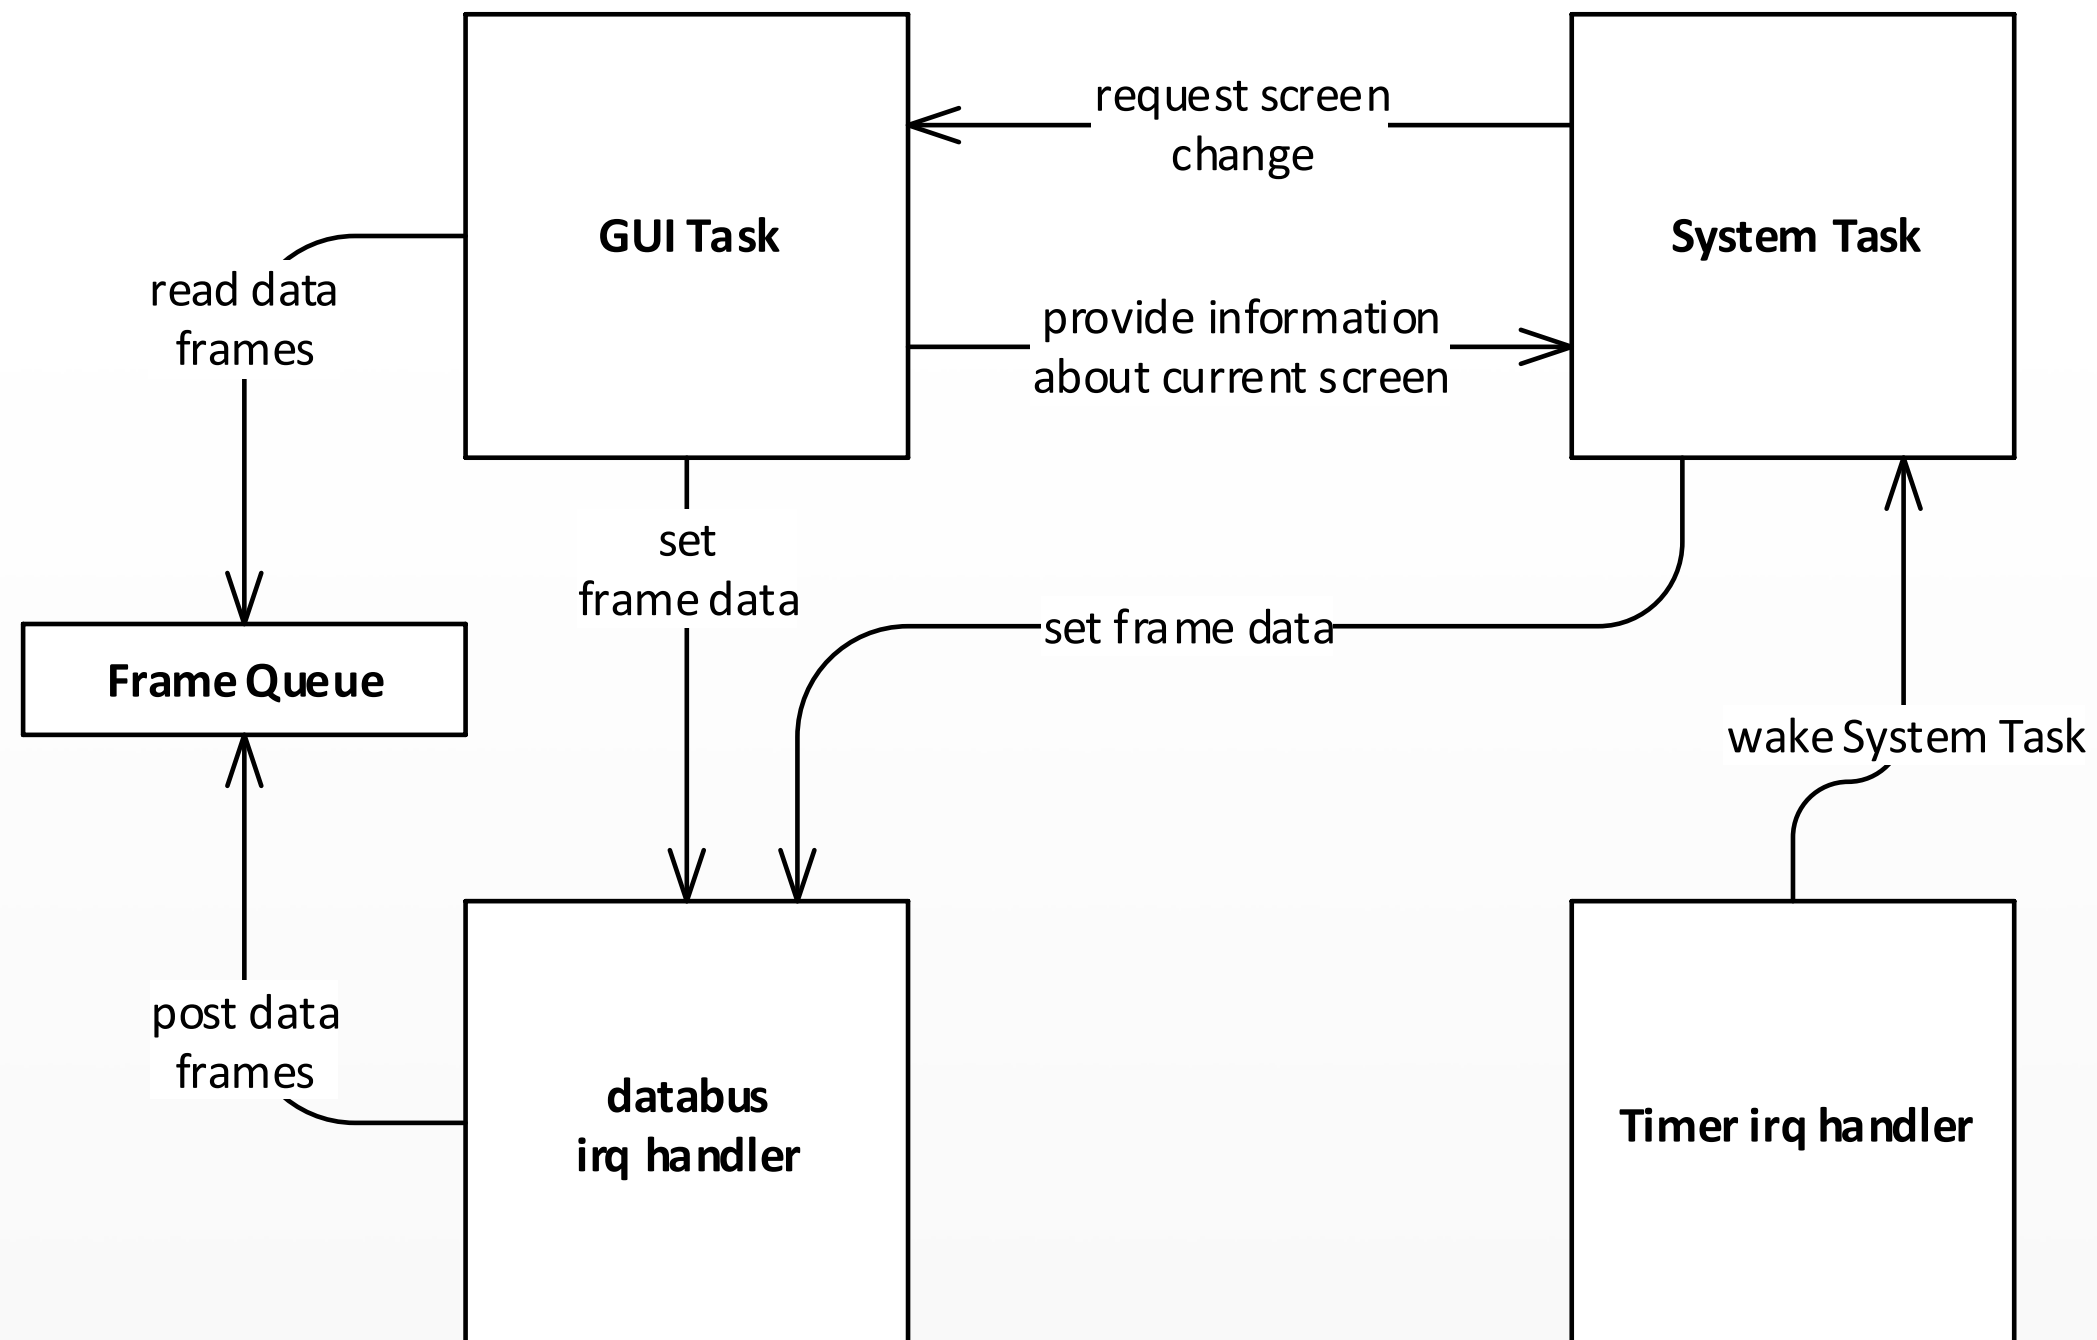 request screen
change
GUI Task
System Task
read data
frames
provide information
about current screen
set
frame data
set frame data
Frame Queue
wake System Task
post data
frames
databus
irq handler
Timer irq handler